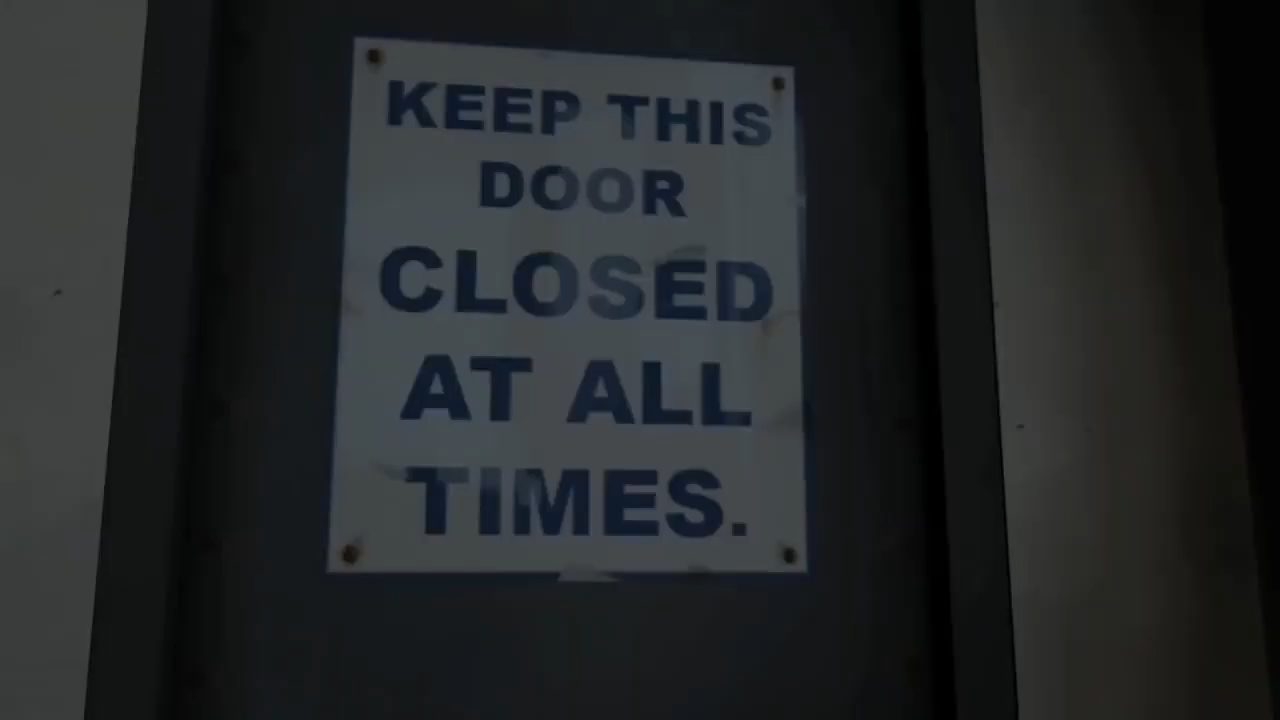 KEEP THIS
DOOR
CLOSED
AT ALL
TIMES.